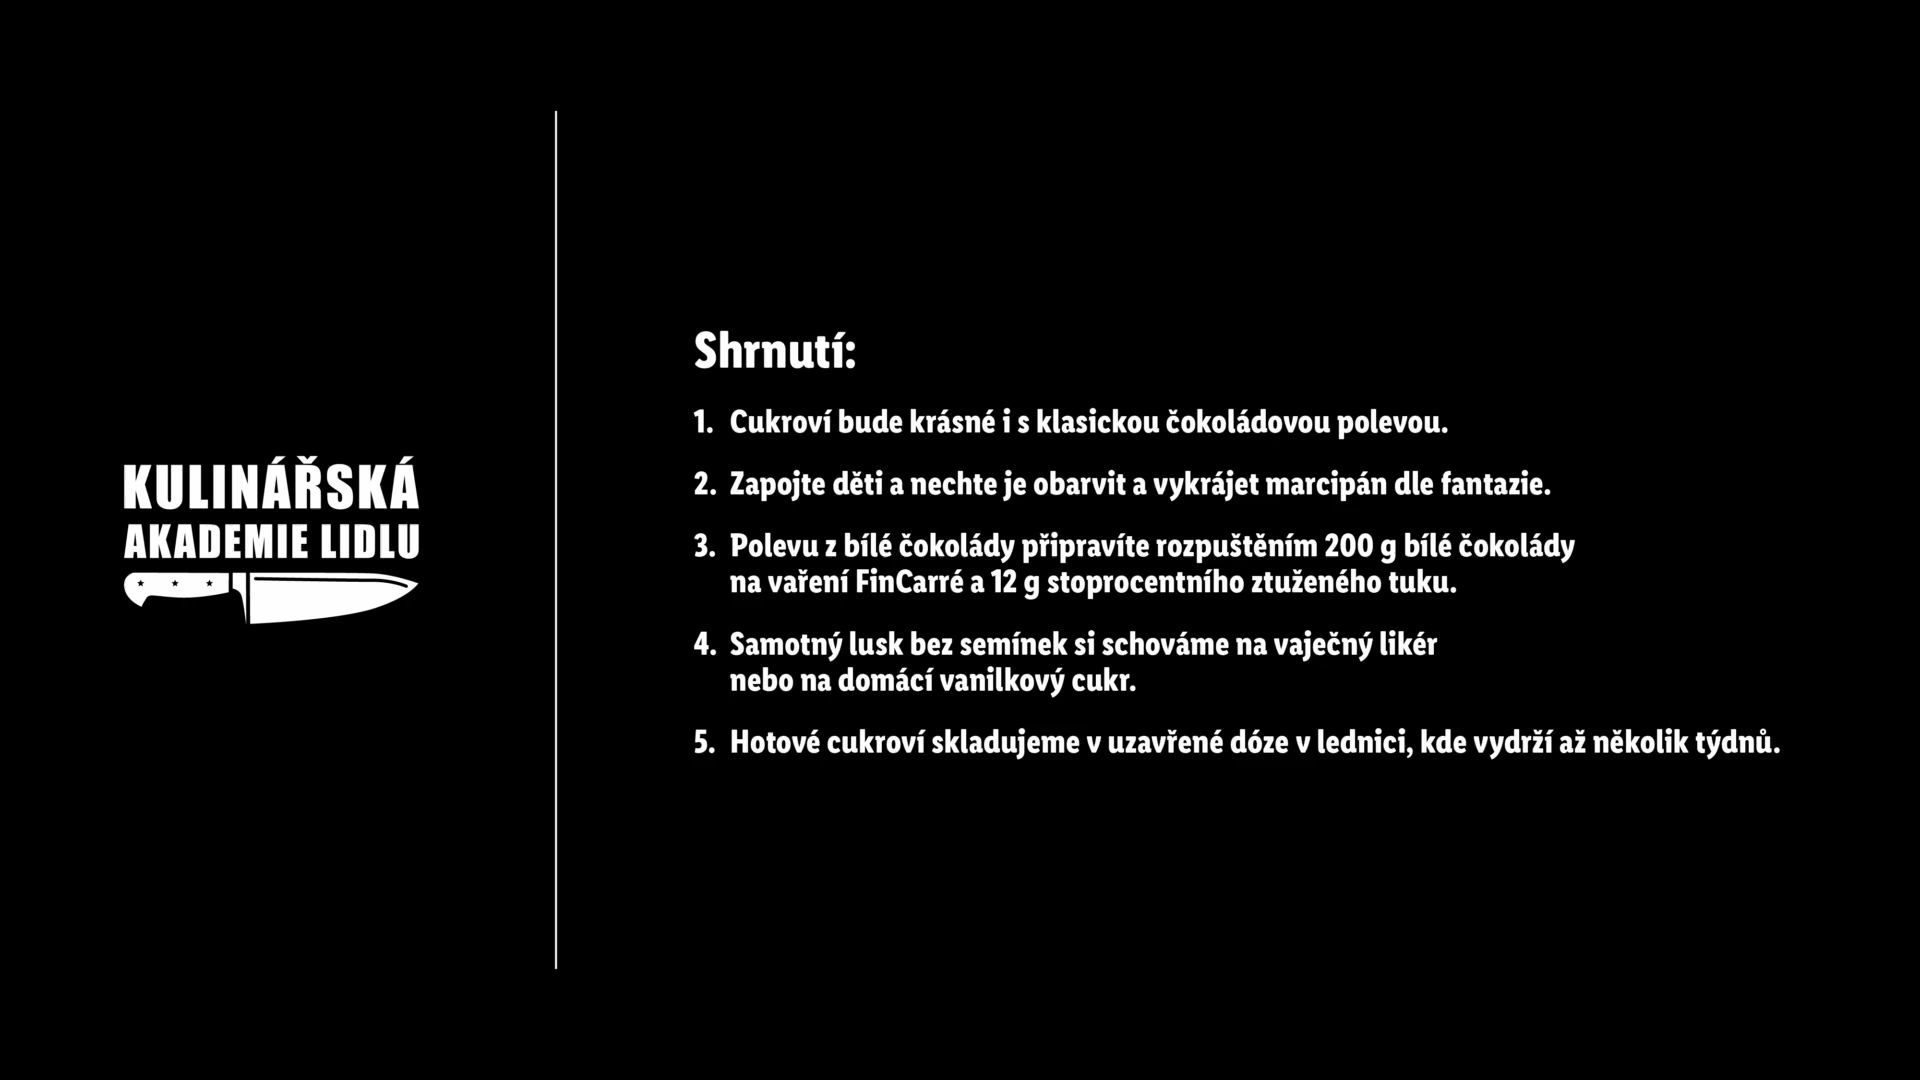 KULINÁŘSKÁ
AKADEMIE LIDLU
Shrnutí:
1. Cukroví bude krásné i s klasickou čokoládovou polevou.
2. Zapojte děti a nechte je obarvit a vykrájet marcipán dle fantazie.
3. Polevu z bílé čokolády připravíte rozpuštěním 200 g bílé čokolády
na vaření FinCarré a 12 g stoprocentního ztuženého tuku.
4. Samotný lusk bez semínek si schováme na vaječný likér
nebo na domácí vanilkový cukr.
5. Hotové cukroví skladujeme v uzavřené dóze v lednici, kde vydrží až několik týdnů.